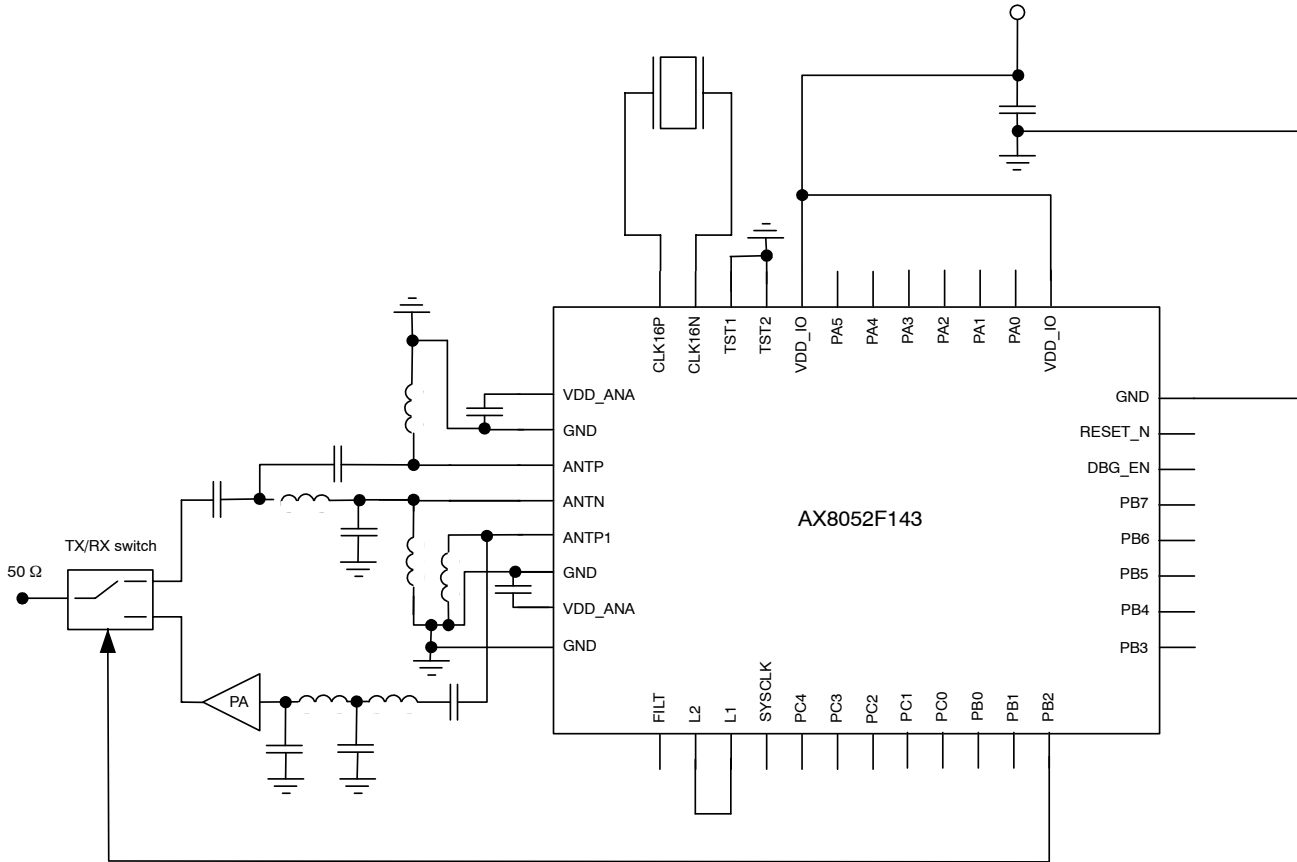 CLK16P
CLK16N
TST1
TST2
VDD_IO
PA5
PA4
PA3
PA2
PA1
PA0
VDD_IO
VDD_ANA
GND
ANTP
ANTN
ANTP1
GND
VDD_ANA
GND
AX8052F143
GND
RESET_N
DBG_EN
PB7
PB6
PB5
PB4
PB3
TX/RX switch
50 Ω
PA
FILT
L2
L1
SYSCLK
PC4
PC3
PC2
PC1
PC0
PB0
PB1
PB2